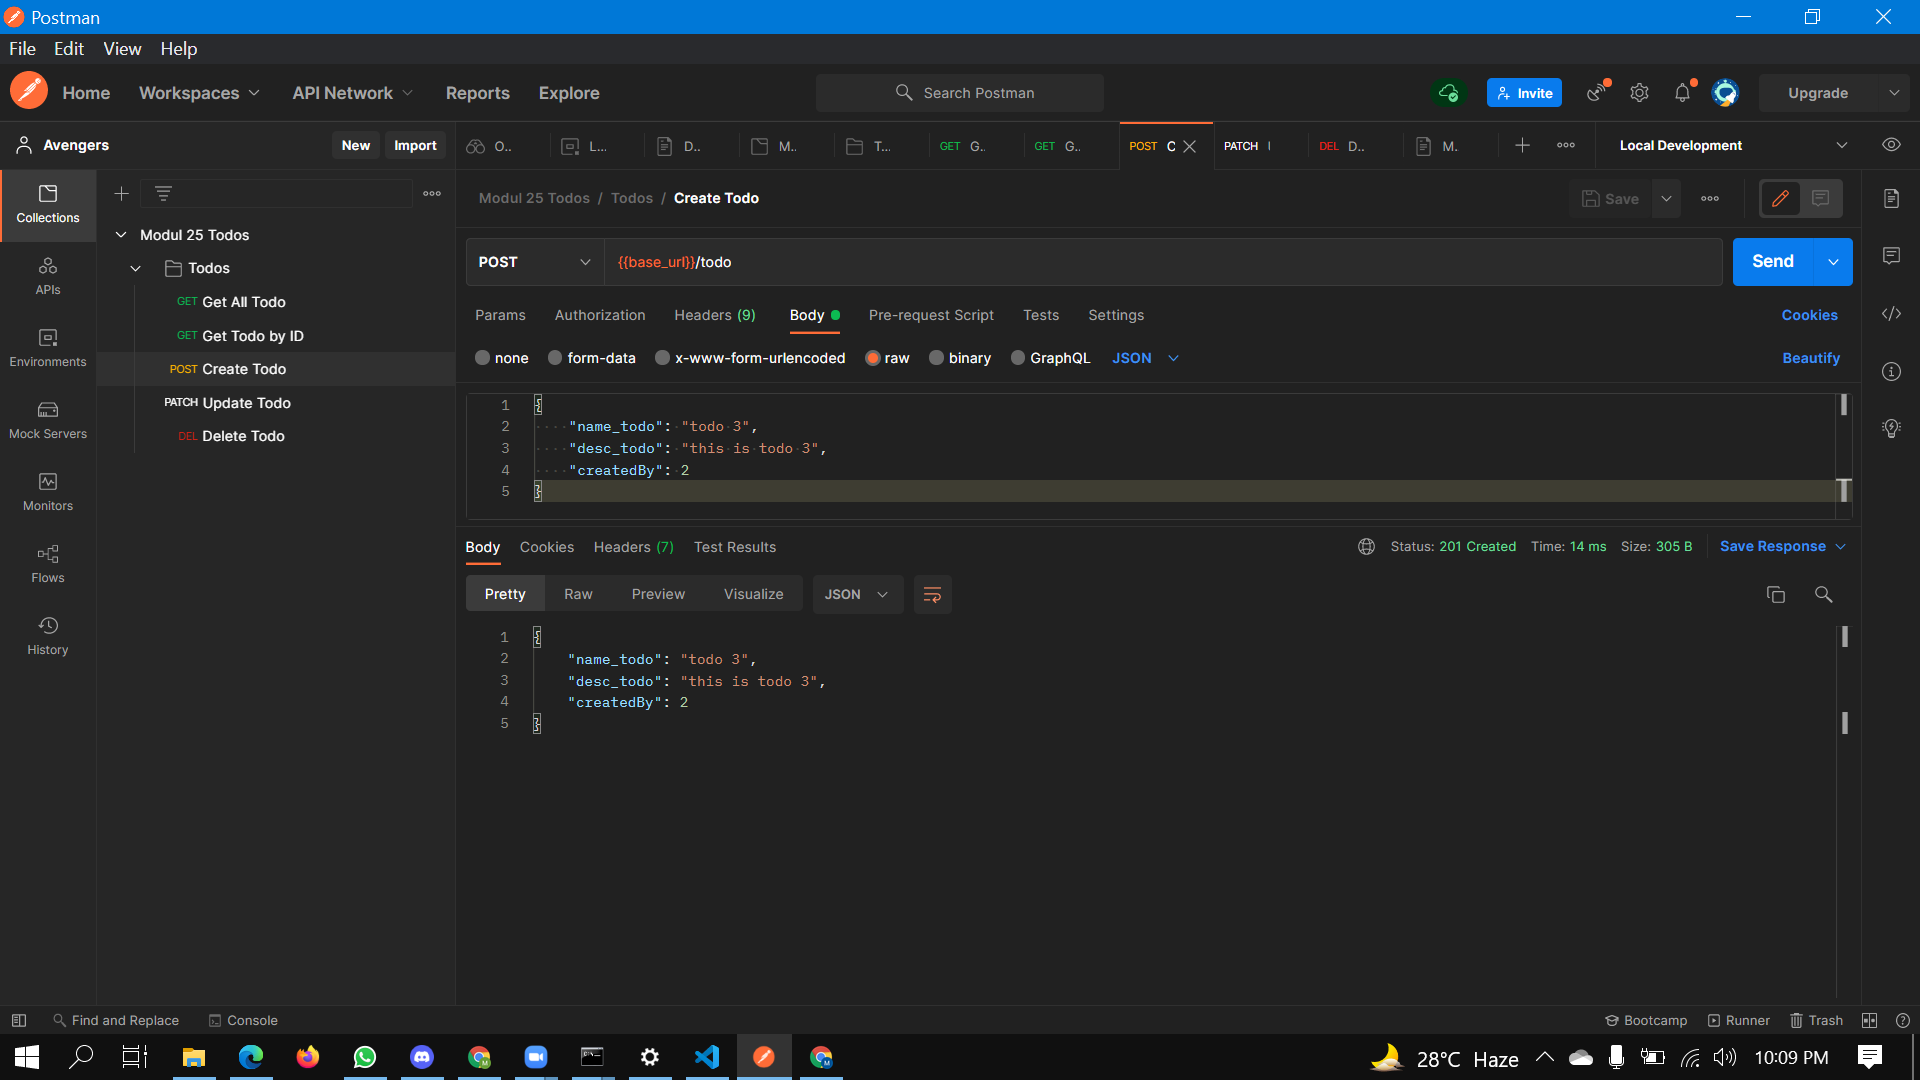 Postman
File Edit View Help
Home Workspaces API Network Reports Explore Search Postman Invite Upgrade
Avengers New Import
O.. L... D.. M.. T... GET G.. GET G.. POST C PATCH DEL D.. M. Local Development
Collections
APIs
Environments
Mock Servers
Monitors
Flows
History
Modul 25 Todos
Todos
GET Get All Todo
GET Get Todo by ID
POST Create Todo
PATCH Update Todo
DEL Delete Todo
Modul 25 Todos / Todos / Create Todo Save
POST {{base_url}}/todo Send
Params Authorization Headers (9) Body Pre-request Script Tests Settings Cookies
none form-data x-www-form-urlencoded raw binary GraphQL JSON Beautify
1 {
2 "name_todo": "todo 3",
3 "desc_todo": "this is todo 3",
4 "createdBy": 2
5 }
Body Cookies Headers (7) Test Results Status: 201 Created Time: 14 ms Size: 305 B Save Response
Pretty Raw Preview Visualize JSON
1 {
2 "name_todo": "todo 3",
3 "desc_todo": "this is todo 3",
4 "createdBy": 2
5 }
Find and Replace Console Bootcamp Runner Trash
28°C Haze 10:09 PM